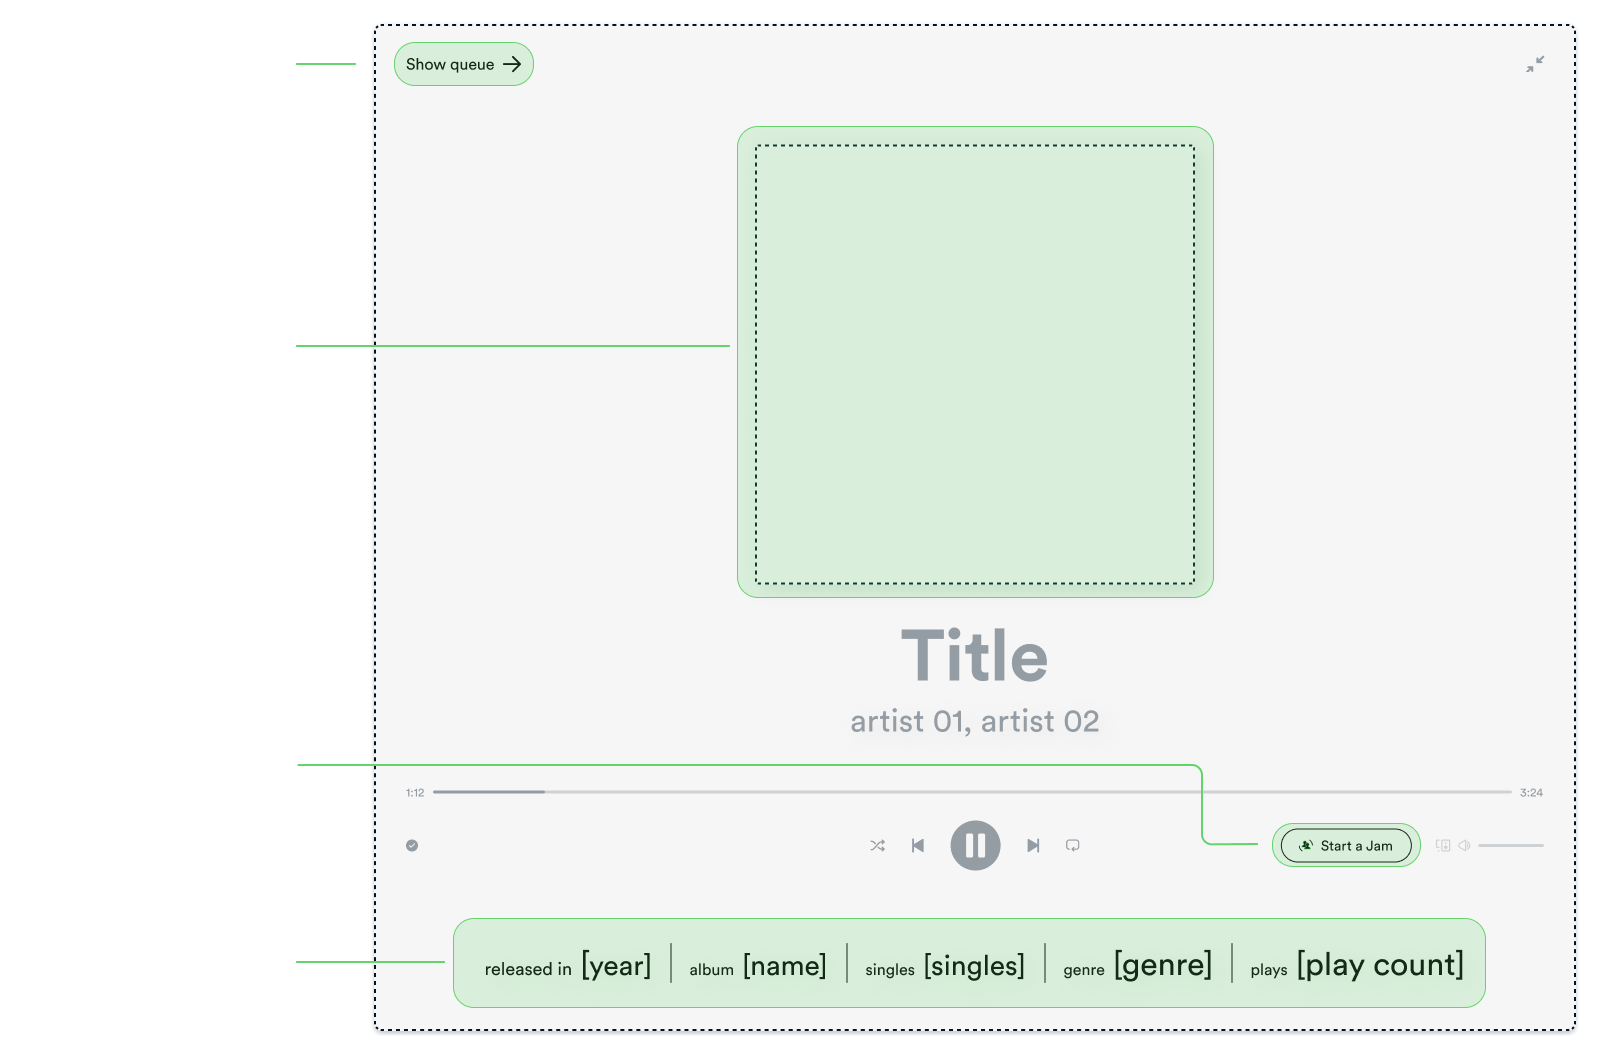 Show queue
Title
artist 01, artist 02
1:12
3:24
Start a Jam
released in [year] album [name] singles [singles] genre [genre] plays [play count]